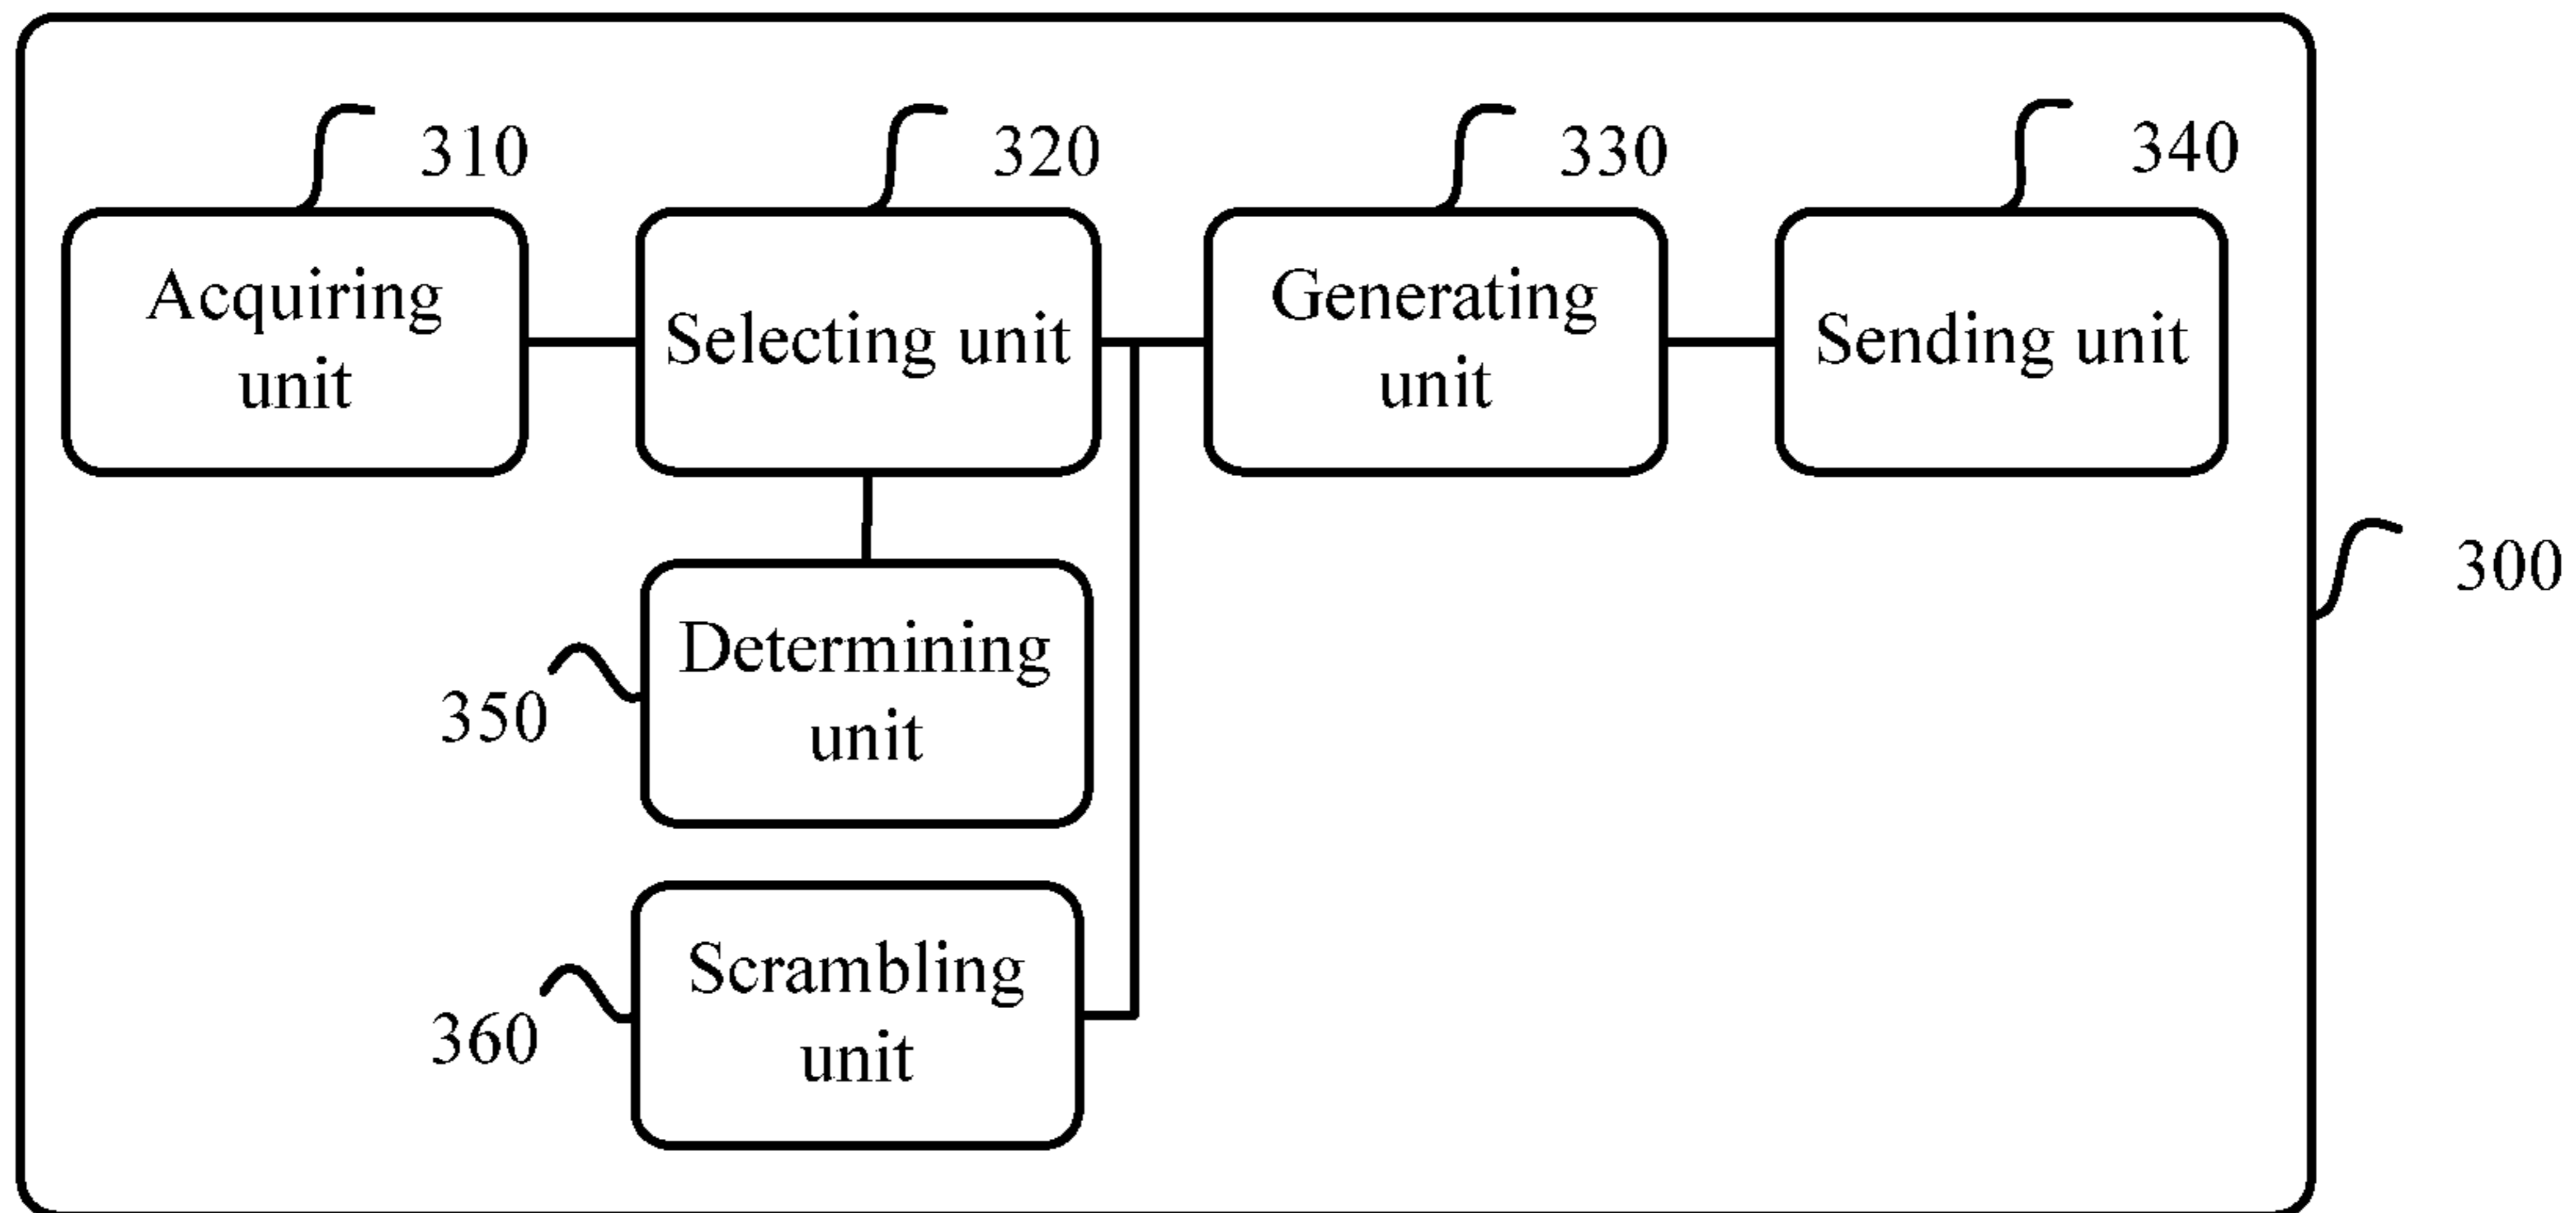 310
320
330
340
Acquiring
unit
Selecting unit
Generating
unit
Sending unit
300
Determining
unit
350
Scrambling
unit
360